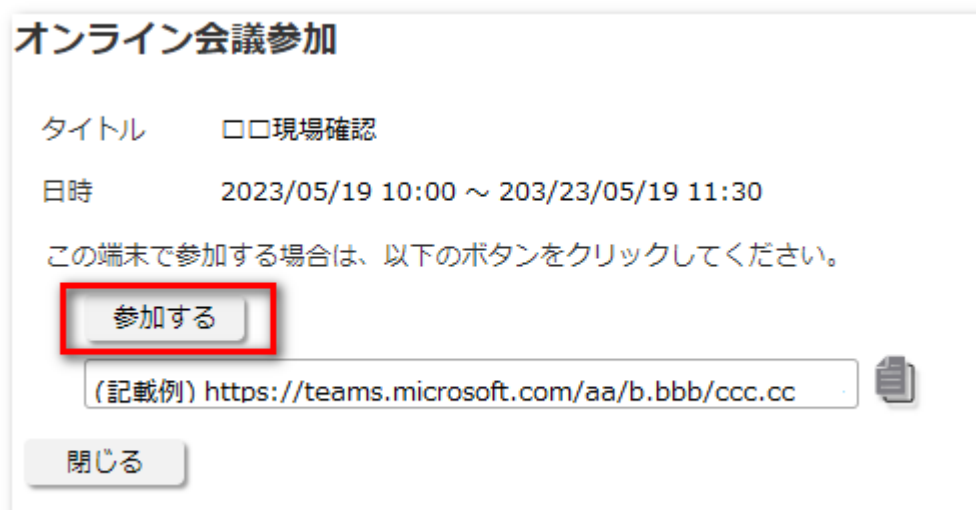 オンライン会議参加
タイトル　□□現場確認
日時　2023/05/19 10:00 ～ 203/23/05/19 11:30
この端末で参加する場合は、以下のボタンをクリックしてください。
参加する
(記載例) https://teams.microsoft.com/aa/b.bbb/ccc.cc
閉じる